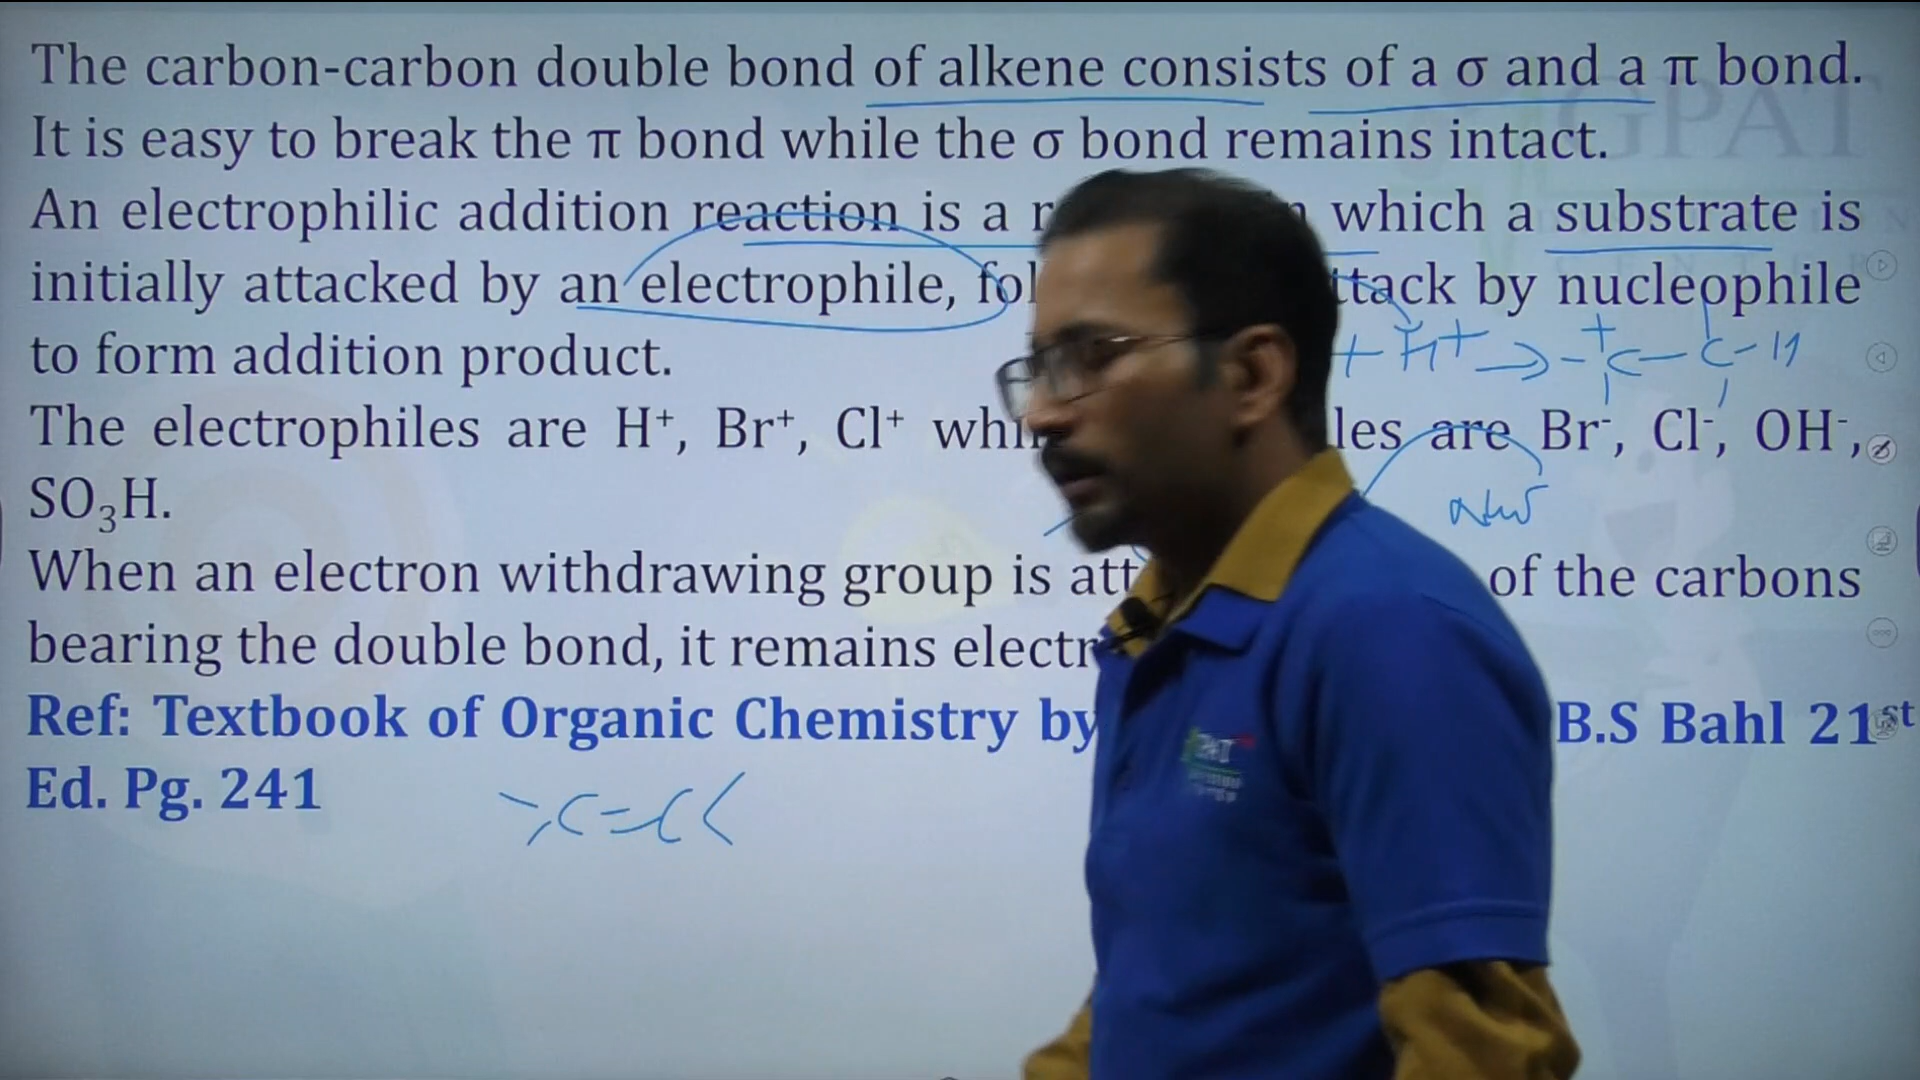 The carbon-carbon double bond of alkene consists of a σ and a π bond.
It is easy to break the π bond while the σ bond remains intact.
An electrophilic addition reaction is a r n which a substrate is
initially attacked by an electrophile, fol ttack by nucleophile
to form addition product.
+ H+ → -C+-C-H
The electrophiles are H⁺, Br⁺, Cl⁺ whi les are Br⁻, Cl⁻, OH⁻,
SO₃H.
When an electron withdrawing group is att of the carbons
bearing the double bond, it remains electr
Ref: Textbook of Organic Chemistry by B.S Bahl 21st
Ed. Pg. 241
>C=C<
GPAT